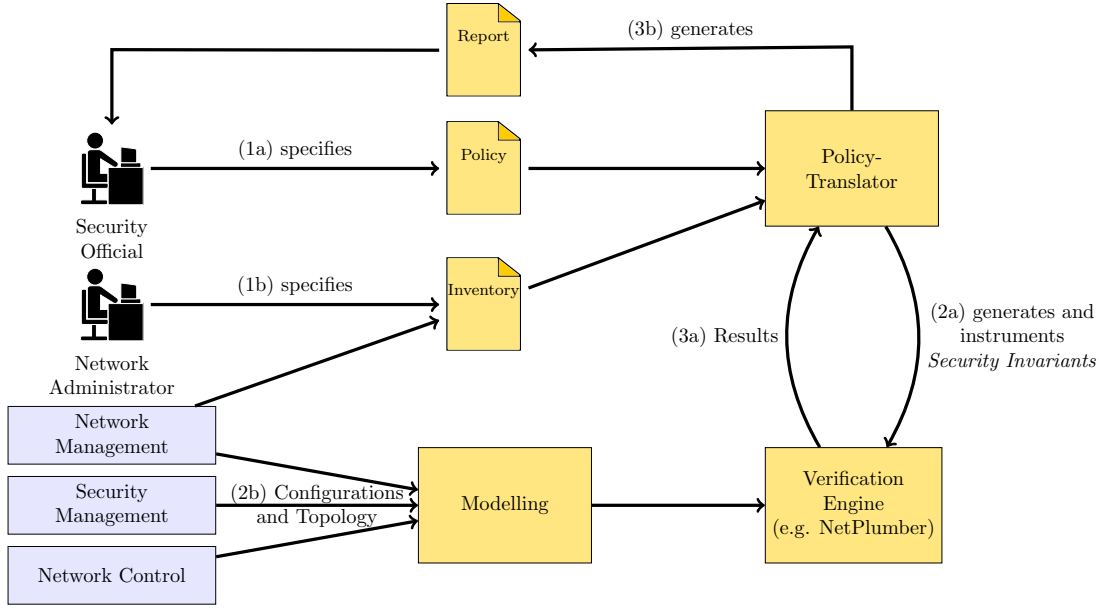 Report
(3b) generates
(1a) specifies
Policy
Policy-
Translator
Security
Official
(1b) specifies
Inventory
(3a) Results
(2a) generates and
instruments
Security Invariants
Network
Administrator
Network
Management
Security
Management
Network Control
(2b) Configurations
and Topology
Modelling
Verification
Engine
(e.g. NetPlumber)